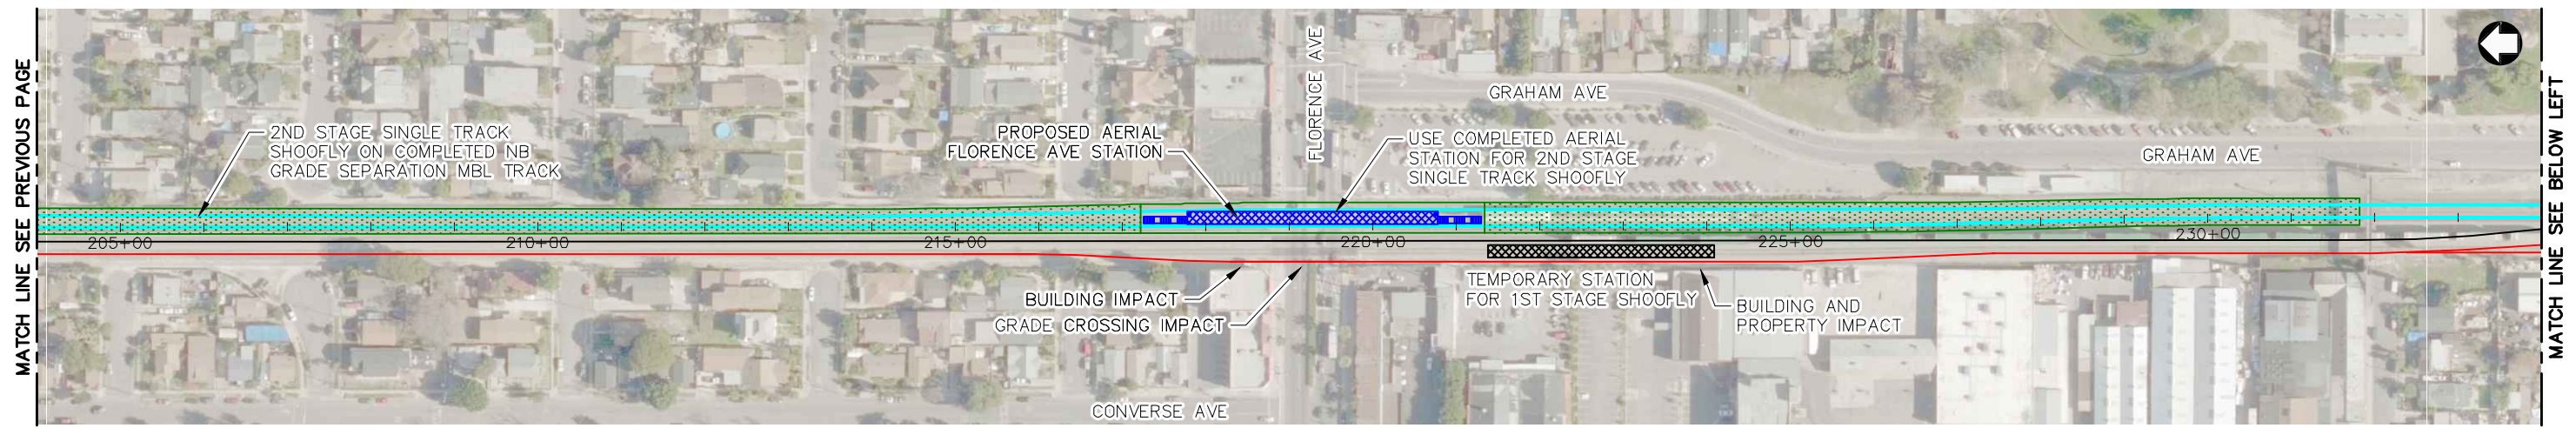 MATCH LINE SEE PREVIOUS PAGE
2ND STAGE SINGLE TRACK
SHOOFLY ON COMPLETED NB
GRADE SEPARATION MBL TRACK
PROPOSED AERIAL
FLORENCE AVE STATION
FLORENCE AVE
USE COMPLETED AERIAL
STATION FOR 2ND STAGE
SINGLE TRACK SHOOFLY
GRAHAM AVE
GRAHAM AVE
205+00
210+00
215+00
220+00
225+00
230+00
BUILDING IMPACT
GRADE CROSSING IMPACT
TEMPORARY STATION
FOR 1ST STAGE SHOOFLY
BUILDING AND
PROPERTY IMPACT
CONVERSE AVE
MATCH LINE SEE BELOW LEFT